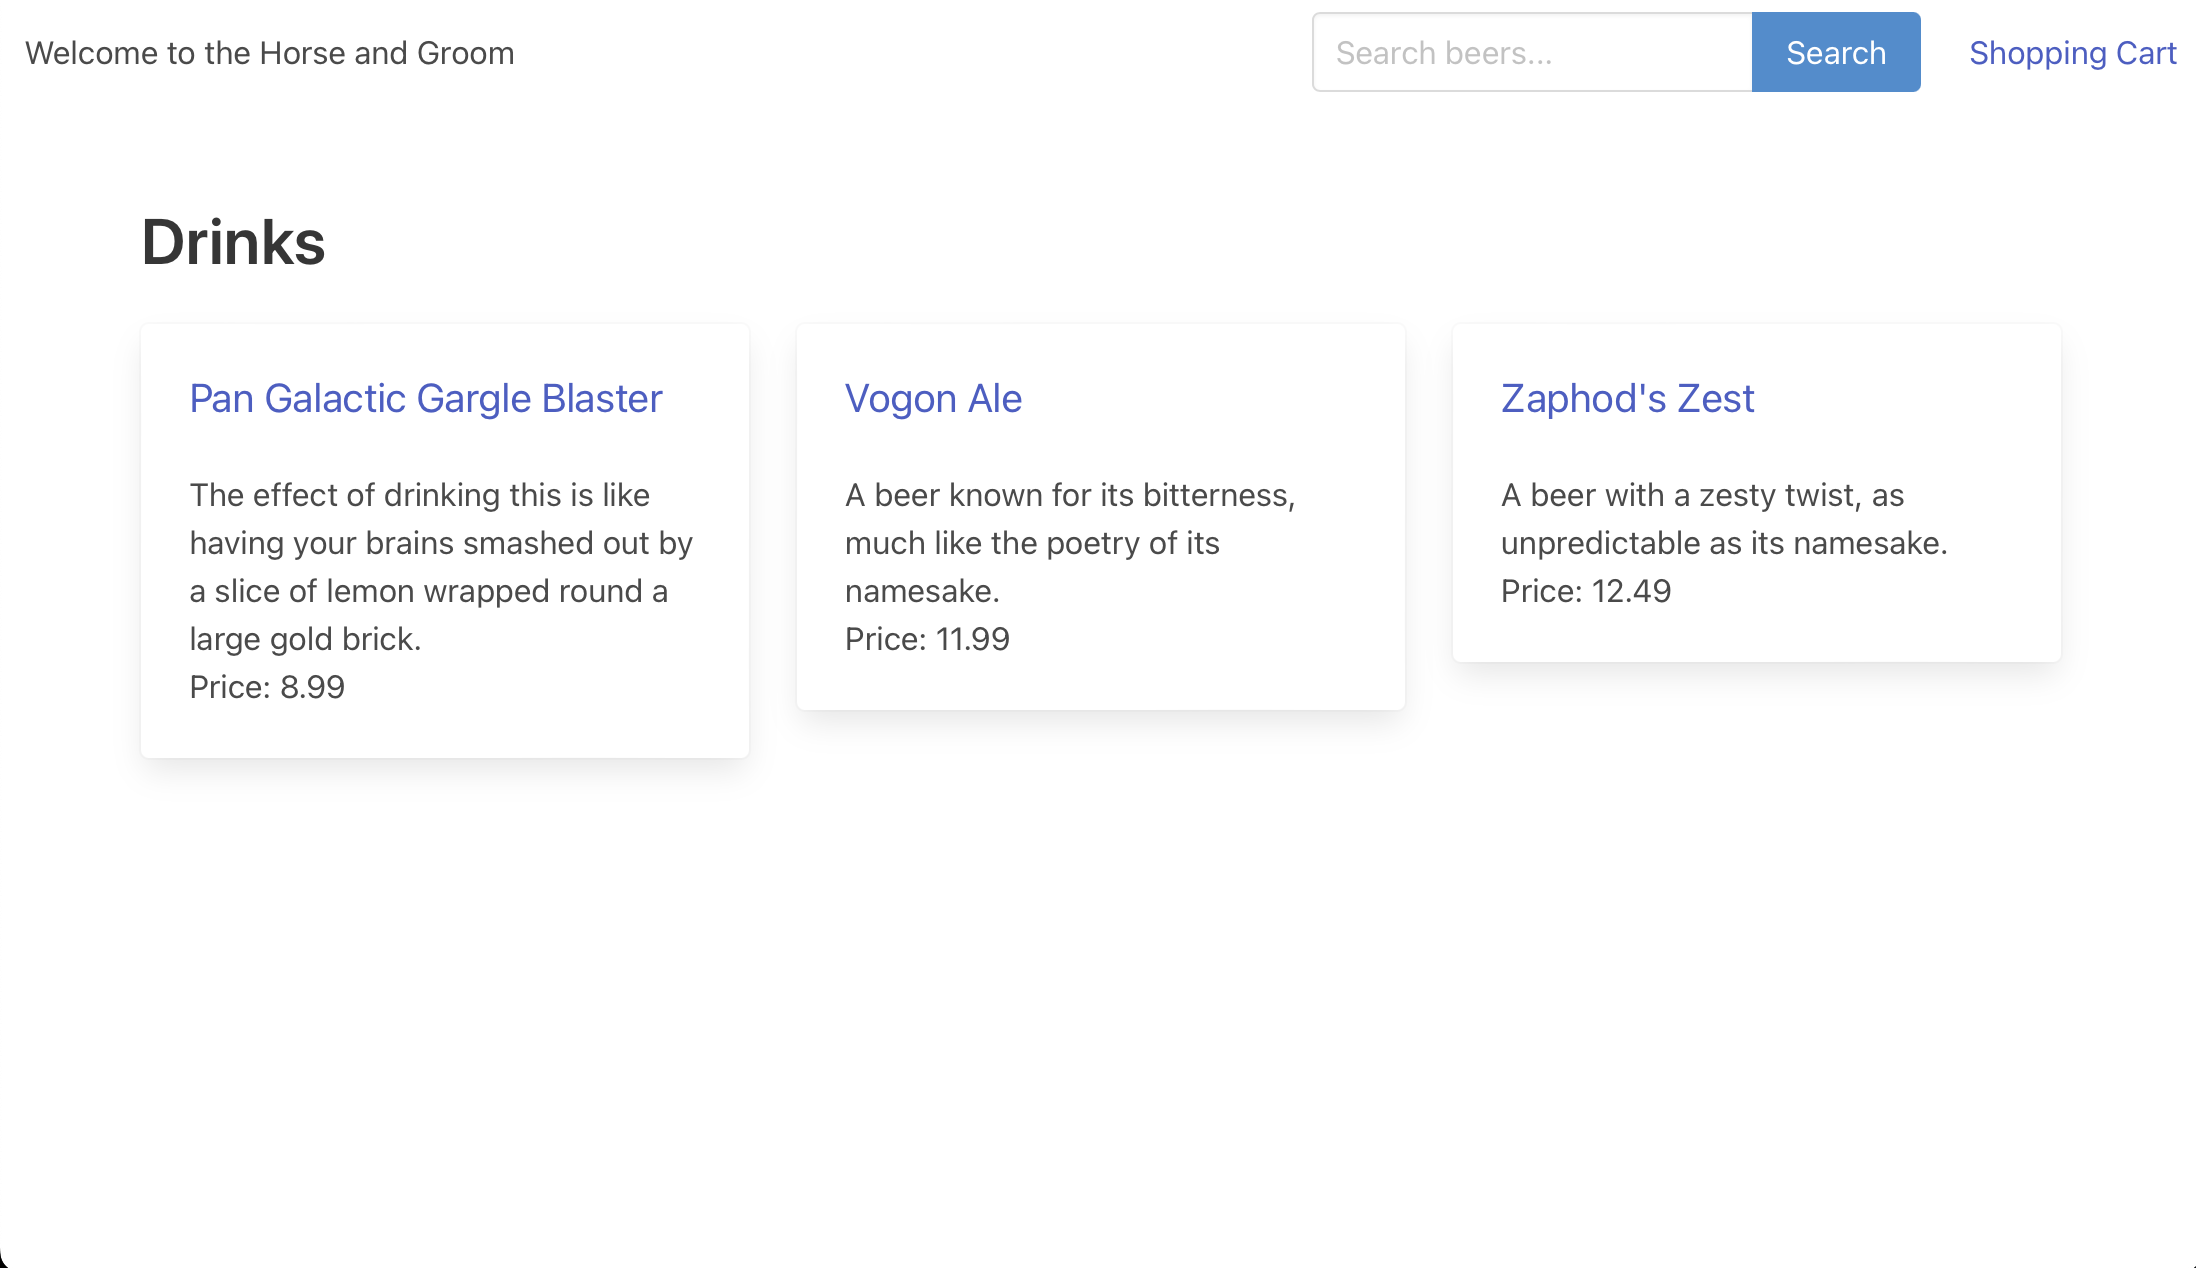 Welcome to the Horse and Groom
Search beers...
Search
Shopping Cart
Drinks
Pan Galactic Gargle Blaster
The effect of drinking this is like
having your brains smashed out by
a slice of lemon wrapped round a
large gold brick.
Price: 8.99
Vogon Ale
A beer known for its bitterness,
much like the poetry of its
namesake.
Price: 11.99
Zaphod's Zest
A beer with a zesty twist, as
unpredictable as its namesake.
Price: 12.49